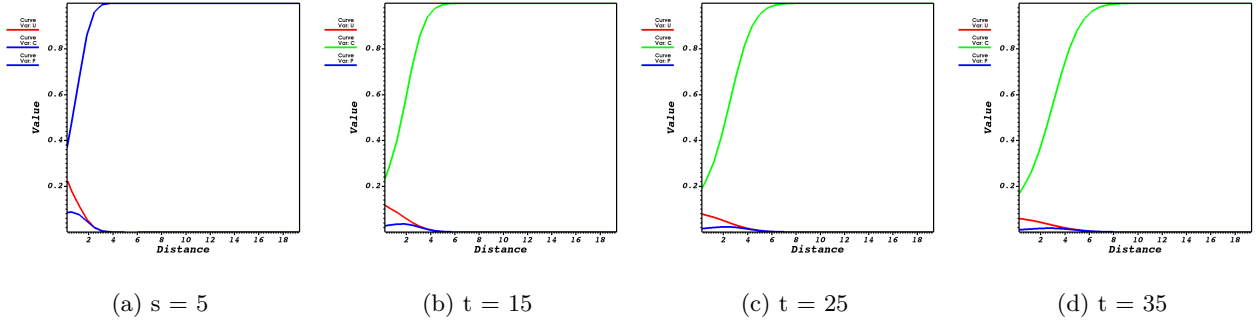 Curve
Var: U
Curve
Var: C
Curve
Var: P
0.8
0.6
0.4
0.2
Value
2 4 6 8 10 12 14 16 18
Distance
(a) s = 5
Curve
Var: U
Curve
Var: C
Curve
Var: P
0.8
0.6
0.4
0.2
Value
2 4 6 8 10 12 14 16 18
Distance
(b) t = 15
Curve
Var: U
Curve
Var: C
Curve
Var: P
0.8
0.6
0.4
0.2
Value
2 4 6 8 10 12 14 16 18
Distance
(c) t = 25
Curve
Var: U
Curve
Var: C
Curve
Var: P
0.8
0.6
0.4
0.2
Value
2 4 6 8 10 12 14 16 18
Distance
(d) t = 35